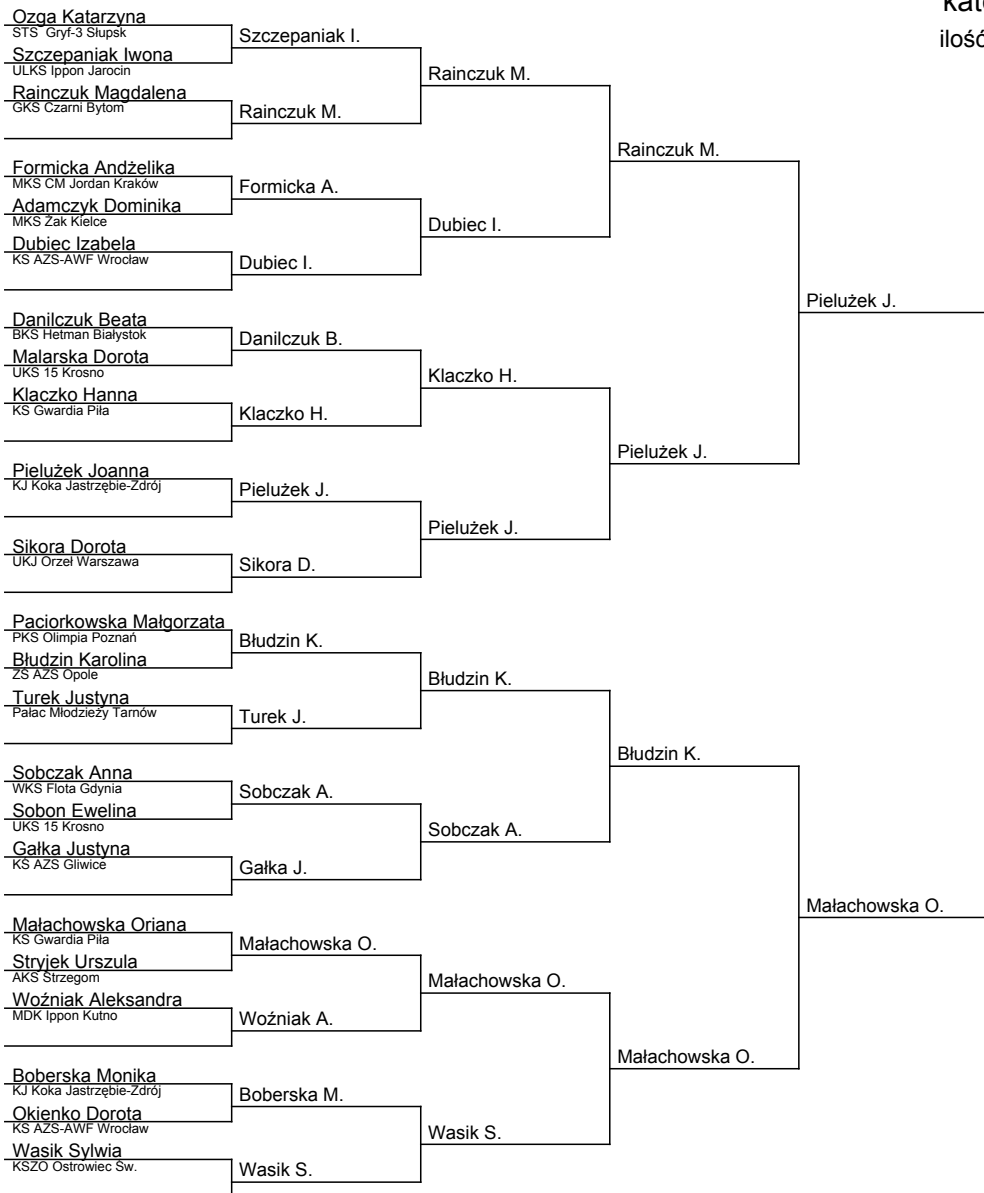 Ozga Katarzyna
STS Gryf-3 Słupsk
Szczepaniak Iwona
ULKS Ippon Jarocin
Rainczuk Magdalena
GKS Czarni Bytom
Formicka Andżelika
MKS CM Jordan Kraków
Adamczyk Dominika
MKS Żak Kielce
Dubiec Izabela
KS AZS-AWF Wrocław
Danilczuk Beata
BKS Hetman Białystok
Malarska Dorota
UKS 15 Krosno
Klaczko Hanna
KS Gwardia Piła
Pielużek Joanna
KJ Koka Jastrzębie-Zdrój
Sikora Dorota
UKJ Orzeł Warszawa
Paciorkowska Małgorzata
PKS Olimpia Poznań
Błudzin Karolina
ZS AZS Opole
Turek Justyna
Pałac Młodzieży Tarnów
Sobczak Anna
WKS Flota Gdynia
Sobon Ewelina
UKS 15 Krosno
Gałka Justyna
KS AZS Gliwice
Małachowska Oriana
KS Gwardia Piła
Stryjek Urszula
AKS Strzegom
Woźniak Aleksandra
MDK Ippon Kutno
Boberska Monika
KJ Koka Jastrzębie-Zdrój
Okienko Dorota
KS AZS-AWF Wrocław
Wasik Sylwia
KSZO Ostrowiec Św.
Szczepaniak I.
Rainczuk M.
Formicka A.
Dubiec I.
Danilczuk B.
Klaczko H.
Pielużek J.
Sikora D.
Błudzin K.
Turek J.
Sobczak A.
Gałka J.
Małachowska O.
Woźniak A.
Boberska M.
Wasik S.
Rainczuk M.
Dubiec I.
Klaczko H.
Pielużek J.
Błudzin K.
Sobczak A.
Małachowska O.
Wasik S.
Rainczuk M.
Pielużek J.
Błudzin K.
Małachowska O.
Pielużek J.
Małachowska O.
ilość